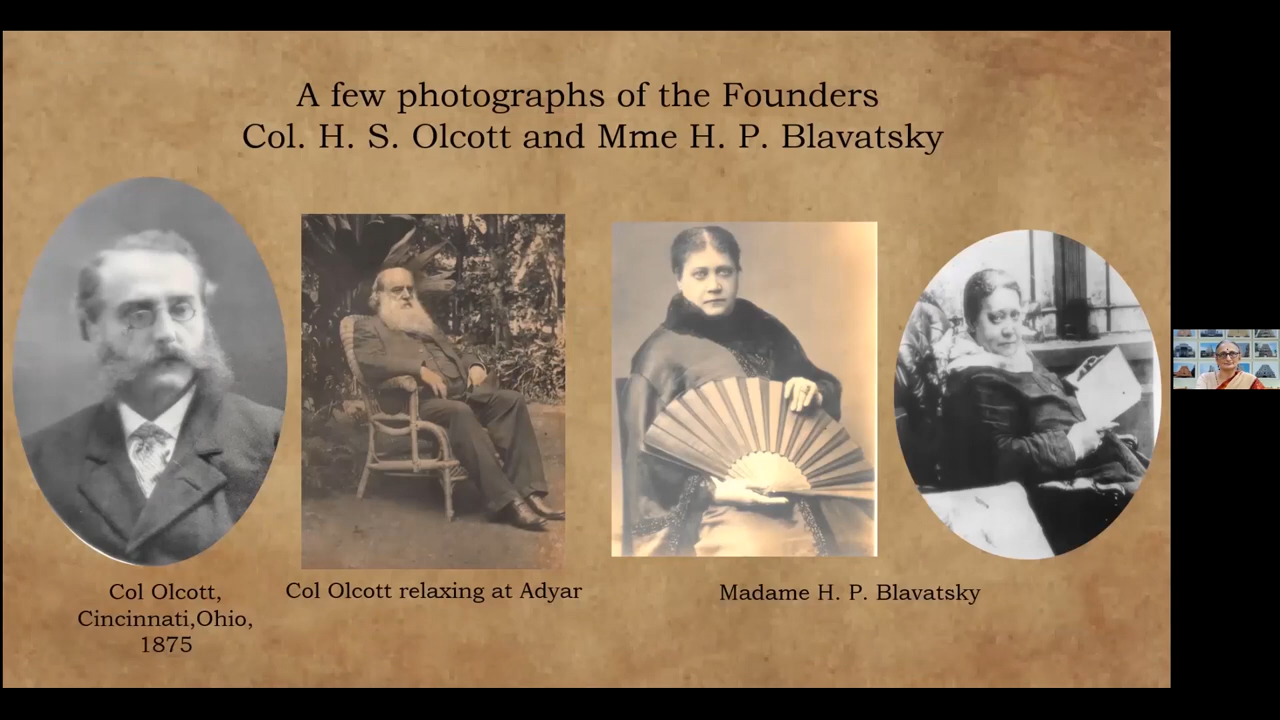 A few photographs of the Founders
Col. H. S. Olcott and Mme H. P. Blavatsky
Col Olcott,
Cincinnati,Ohio,
1875
Col Olcott relaxing at Adyar
Madame H. P. Blavatsky